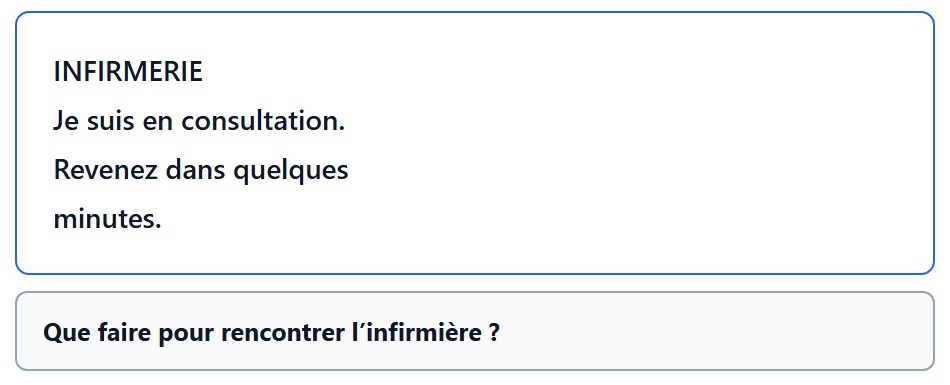 INFIRMERIE
Je suis en consultation.
Revenez dans quelques
minutes.
Que faire pour rencontrer l’infirmière ?